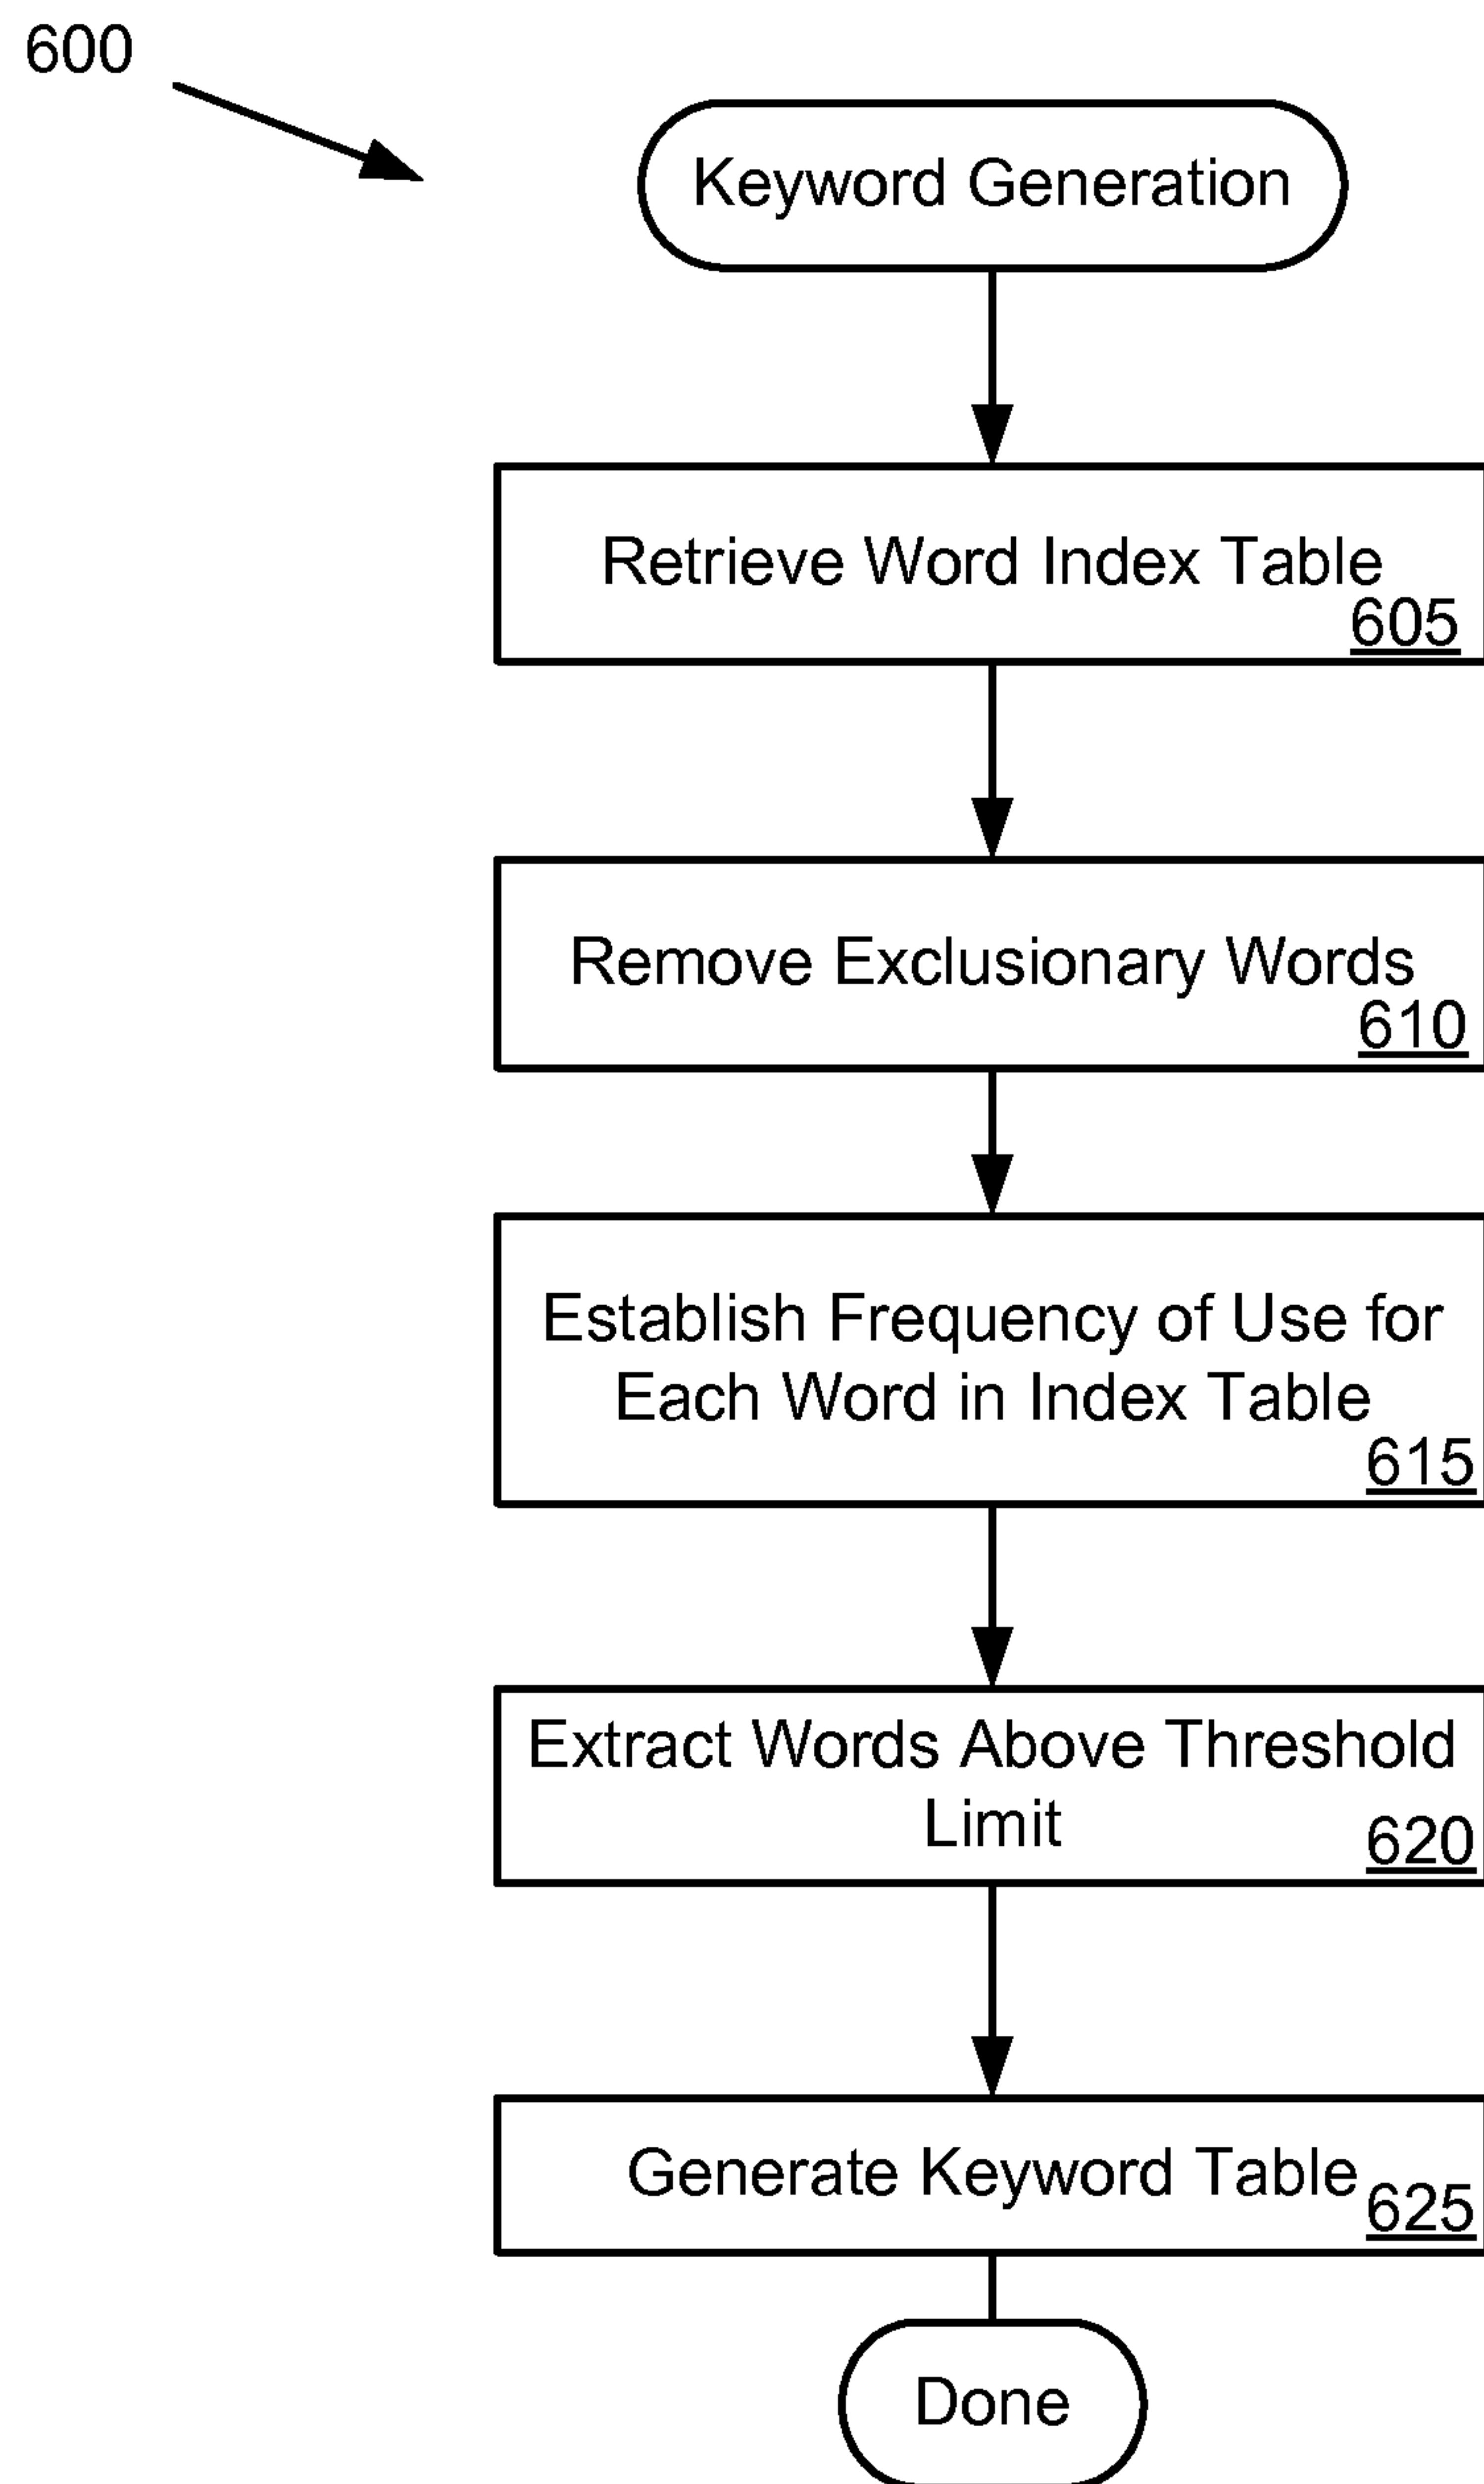 600
Keyword Generation
Retrieve Word Index Table
605
Remove Exclusionary Words
610
Establish Frequency of Use for
Each Word in Index Table
615
Extract Words Above Threshold
Limit
620
Generate Keyword Table
625
Done